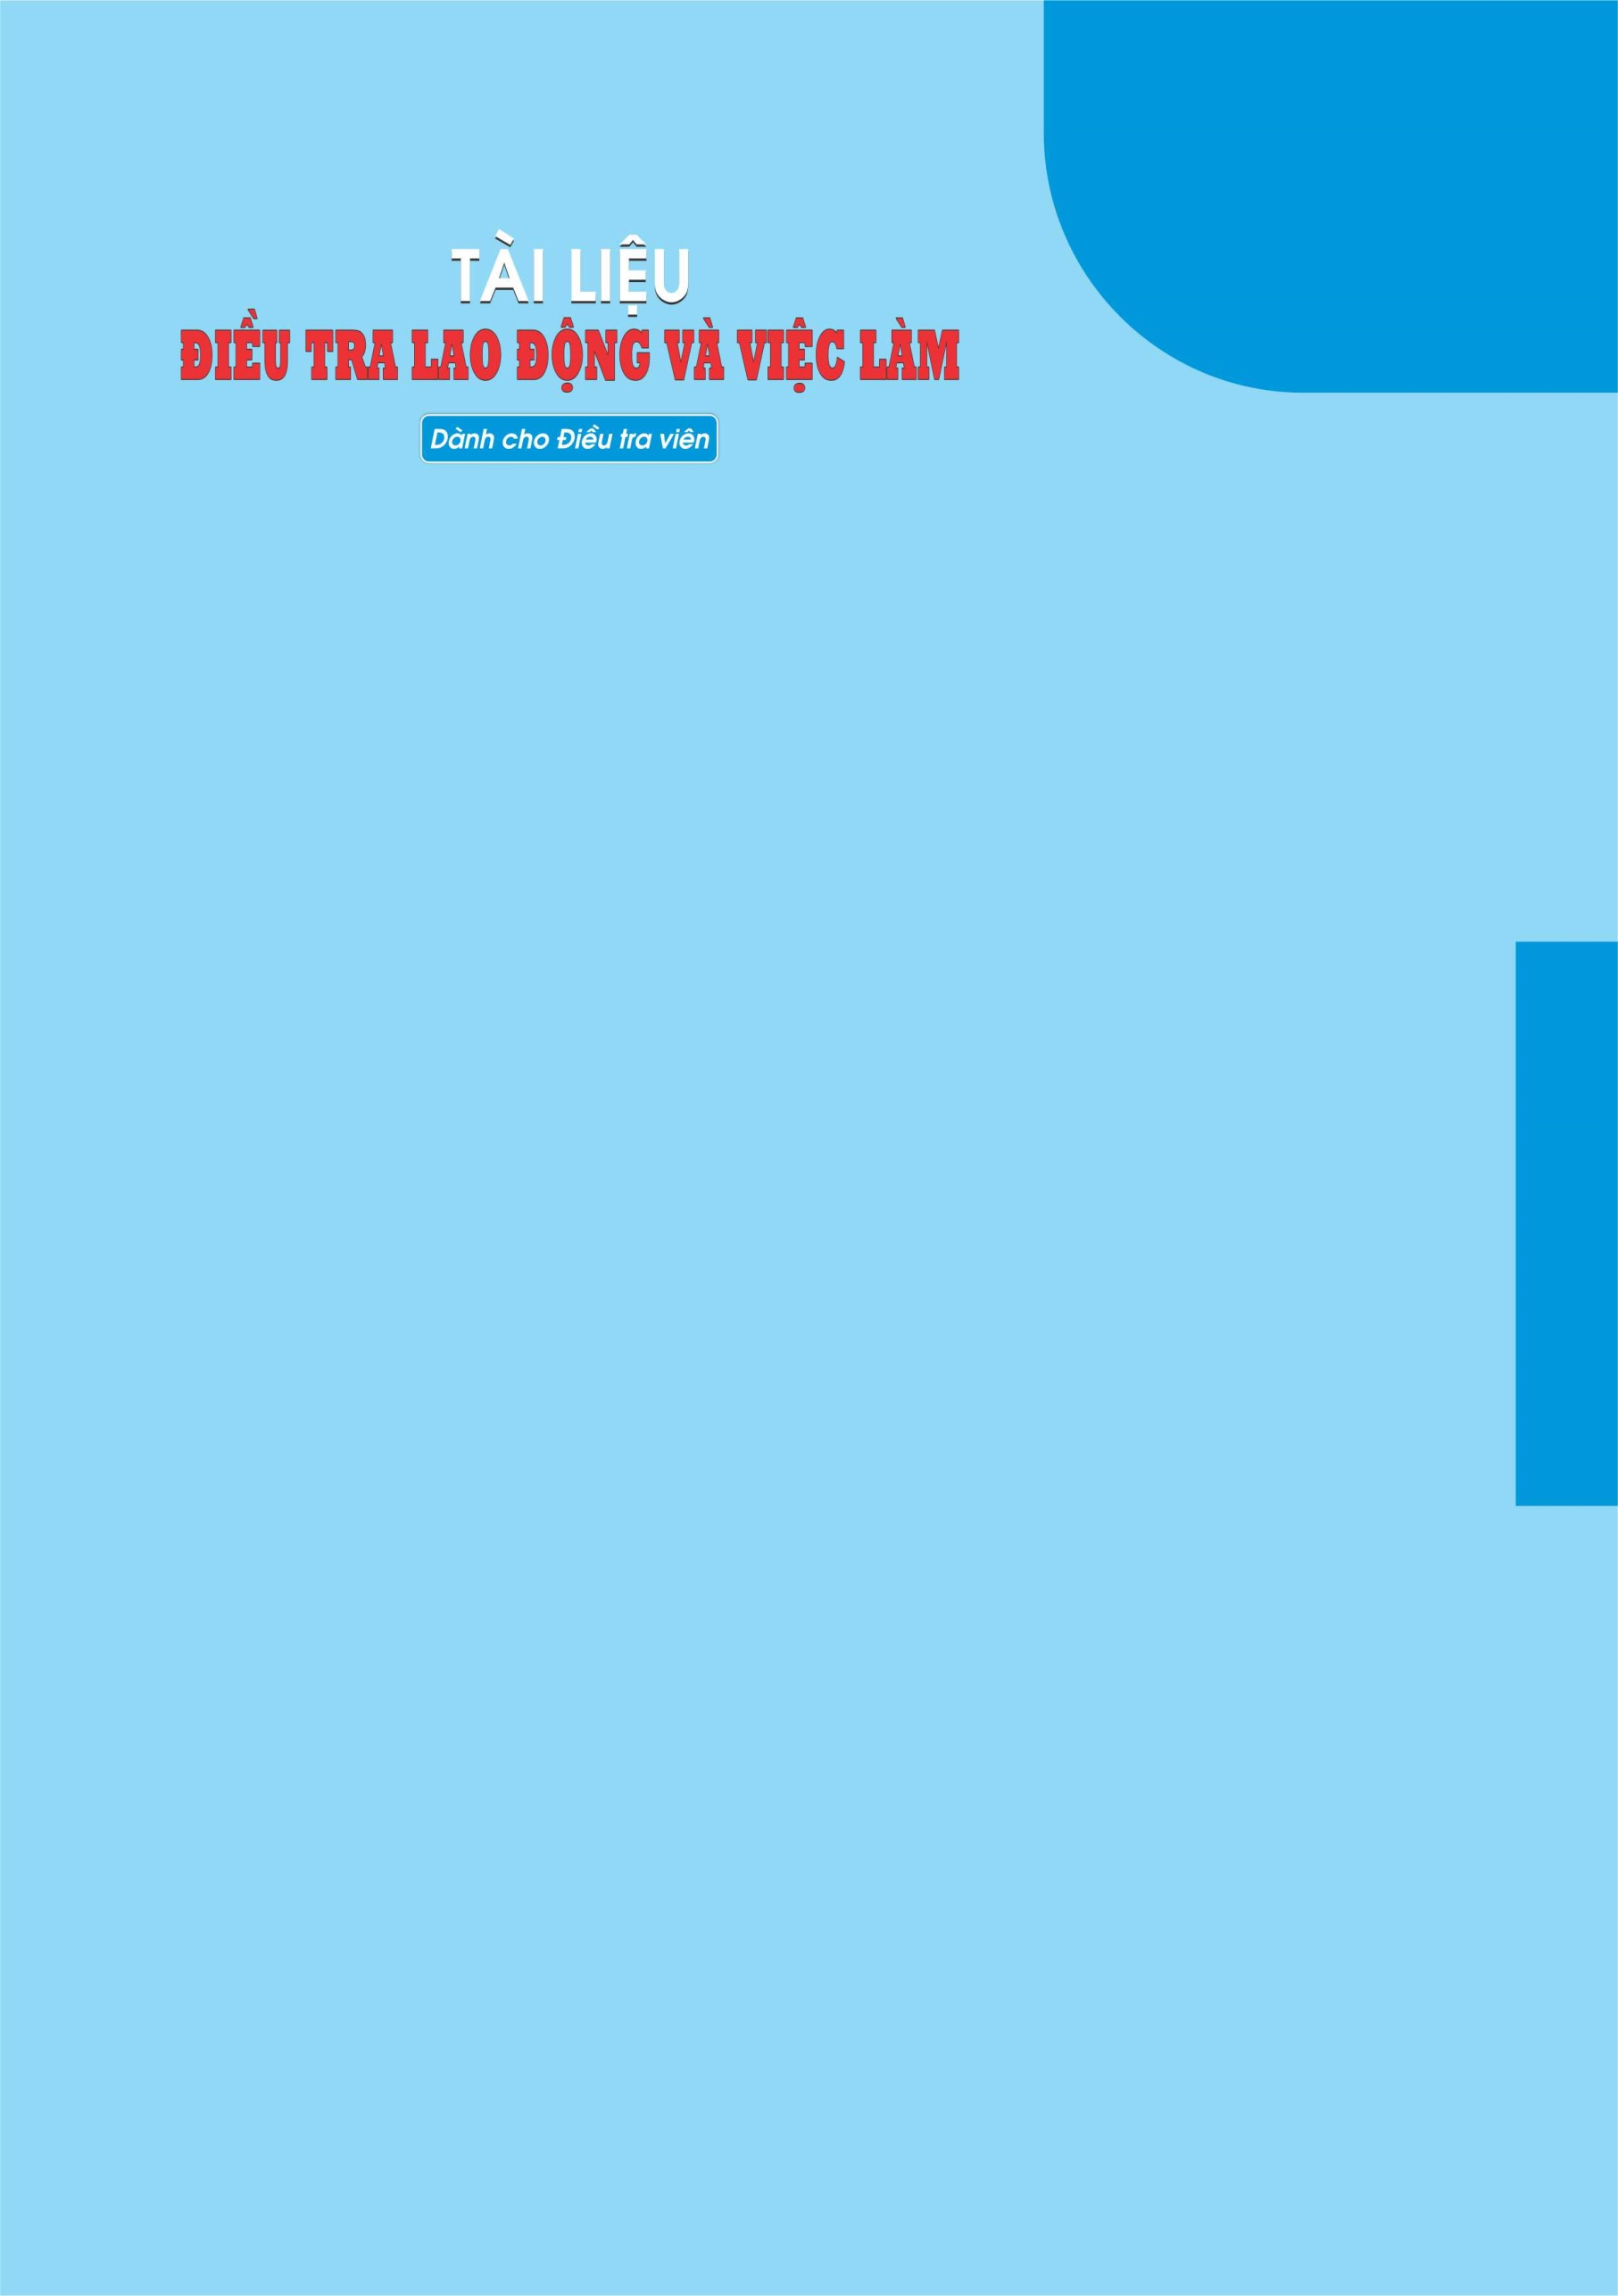 TÀI LIỆU
ĐIỀU TRA LAO ĐỘNG VÀ VIỆC LÀM
Dành cho Điều tra viên